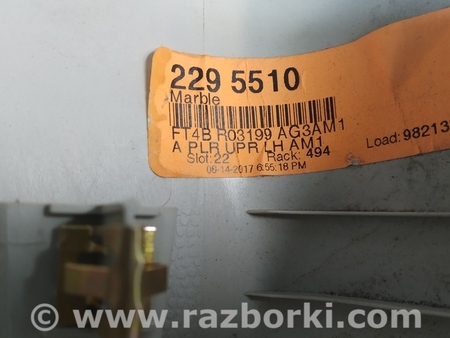 229 5510
Marble
FT4B R03199 AG3AM1
A PLR UPR LH AM1
Load:98213
Slot:22 Rack: 494
06-14-2017 6:55:18 PM
© www.razborki.com